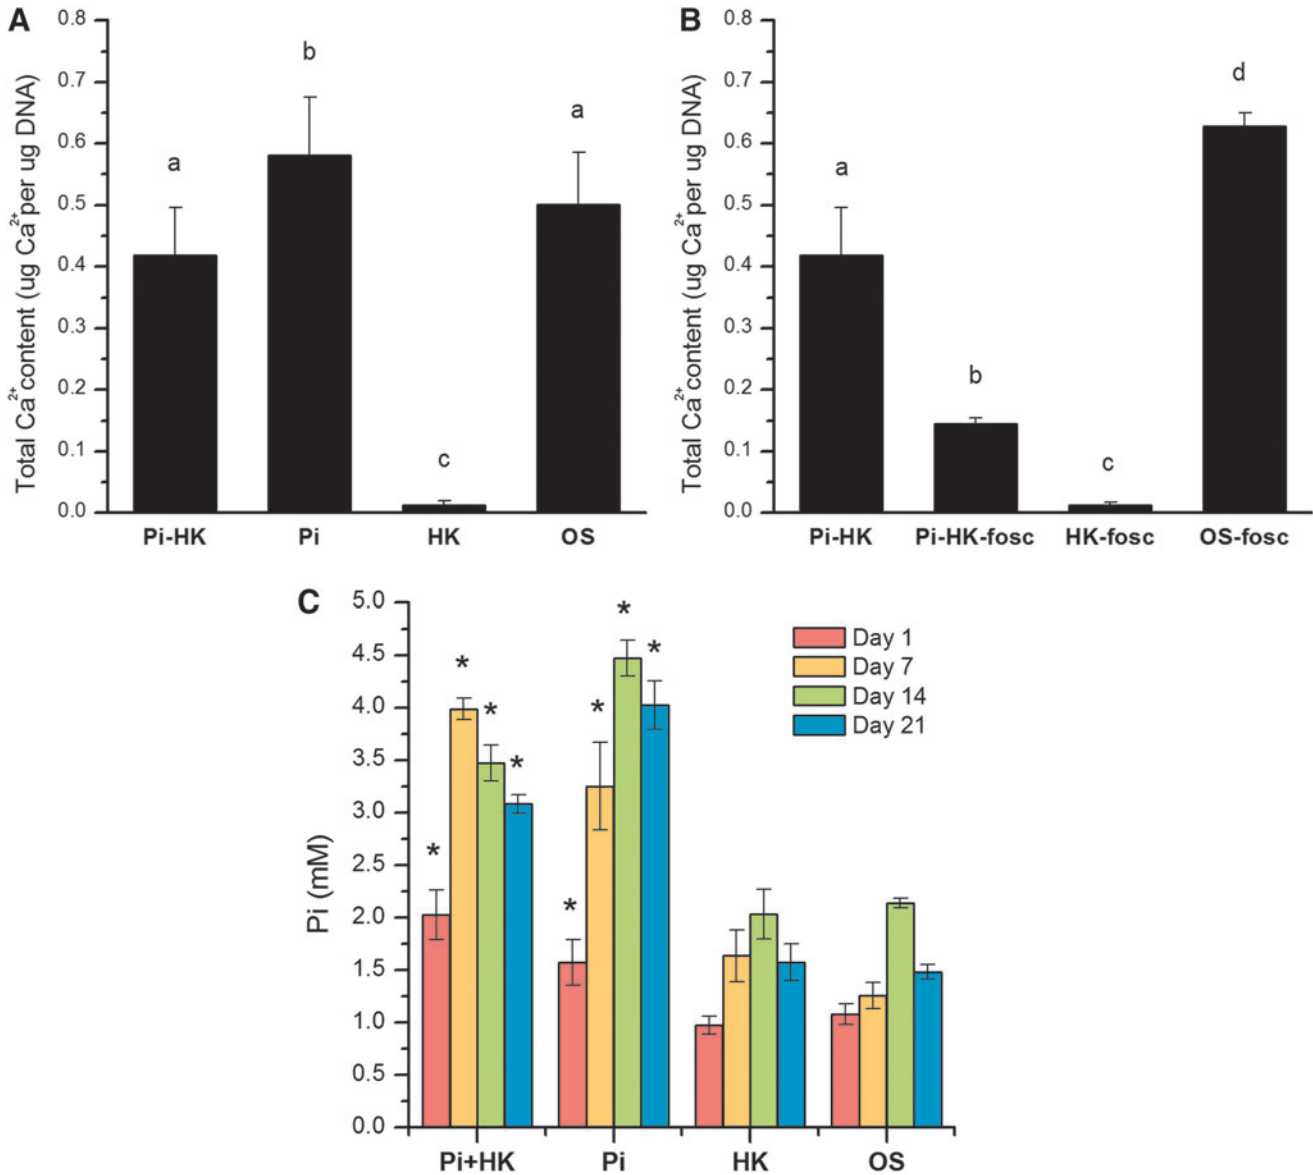 A
Total Ca2+ content (ug Ca2+ per ug DNA)
0.8
0.7
0.6
0.5
0.4
0.3
0.2
0.1
0.0
a
b
c
a
Pi-HK Pi HK OS
B
Total Ca2+ content (ug Ca2+ per ug DNA)
0.8
0.7
0.6
0.5
0.4
0.3
0.2
0.1
0.0
a
b
c
d
Pi-HK Pi-HK-fosc HK-fosc OS-fosc
C
Pi (mM)
5.0
4.5
4.0
3.5
3.0
2.5
2.0
1.5
1.0
0.5
0.0
* * * *
* * * *
Day 1
Day 7
Day 14
Day 21
Pi+HK Pi HK OS